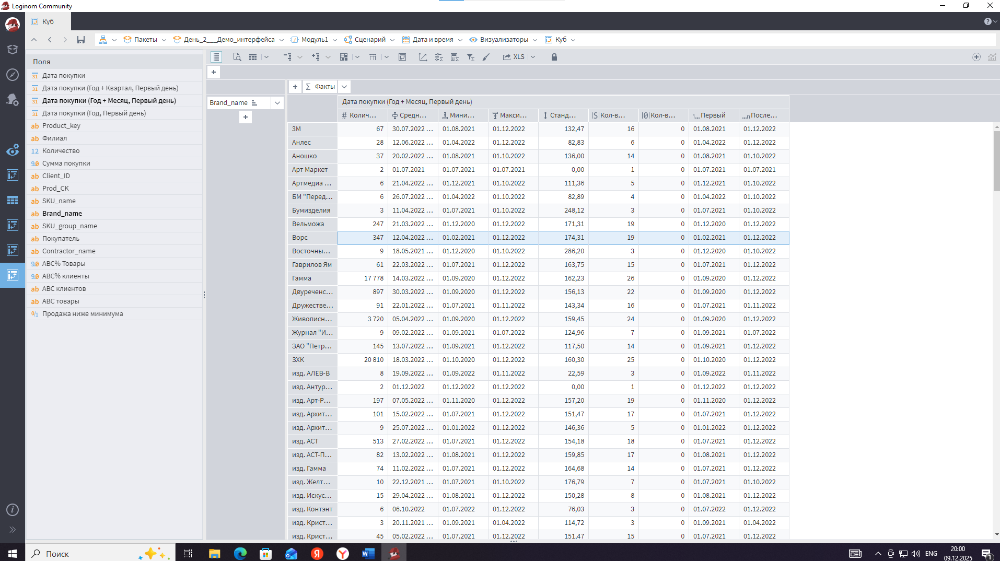 Loginom Community
Куб
Пакеты День_2___Демо_интерфейса Модуль1 Сценарий Дата и время Визуализаторы Куб
XLS
Поля
Дата покупки
Дата покупки (Год + Квартал, Первый день)
Дата покупки (Год + Месяц, Первый день)
Дата покупки (Год, Первый день)
ab Product_key
ab Филиал
12 Количество
9.0 Сумма покупки
ab Client_ID
ab Prod_CK
ab SKU_name
ab Brand_name
ab SKU_group_name
ab Покупатель
ab Contractor_name
9.0 ABC% Товары
9.0 ABC% клиенты
ab ABC клиентов
ab ABC товары
0/1 Продажа ниже минимума
Σ Факты
Brand_name
Дата покупки (Год + Месяц, Первый день)
# Колич... Средн... Мини... Макси... Станд... |S| Кол-в... |0| Кол-в... Первый После...
3М 67 30.07.2022 ... 01.08.2021 01.12.2022 132,47 16 0 01.08.2021 01.12.2022
Анлес 28 12.06.2022 ... 01.04.2022 01.12.2022 82,83 6 0 01.04.2022 01.12.2022
Аношко 37 20.02.2022 ... 01.08.2021 01.10.2022 136,00 14 0 01.08.2021 01.10.2022
Арт Маркет 2 01.07.2021 01.07.2021 01.07.2021 0,00 1 0 01.07.2021 01.07.2021
Артмедиа ... 6 21.04.2022 ... 01.12.2021 01.10.2022 111,36 5 0 01.12.2021 01.10.2022
БМ "Перед... 6 26.07.2022 ... 01.04.2022 01.10.2022 82,89 4 0 01.04.2022 01.10.2022
Бумизделия 3 11.04.2022 ... 01.07.2021 01.10.2022 248,12 3 0 01.07.2021 01.10.2022
Вельможа 247 21.03.2022 ... 01.12.2020 01.12.2022 171,31 19 0 01.12.2020 01.12.2022
Ворс 347 12.04.2022 ... 01.02.2021 01.12.2022 174,31 19 0 01.02.2021 01.12.2022
Восточны... 9 18.05.2021 ... 01.12.2020 01.10.2022 286,20 3 0 01.12.2020 01.10.2022
Гаврилов Ям 61 22.03.2022 ... 01.07.2021 01.12.2022 163,75 15 0 01.07.2021 01.12.2022
Гамма 17 778 14.03.2022 ... 01.09.2020 01.12.2022 162,23 26 0 01.09.2020 01.12.2022
Двуреченс... 897 30.03.2022 ... 01.09.2020 01.12.2022 156,13 22 0 01.09.2020 01.12.2022
Дружестве... 91 22.01.2022 ... 01.07.2021 01.11.2022 143,34 16 0 01.07.2021 01.11.2022
Живописн... 3 720 05.04.2022 ... 01.09.2020 01.12.2022 159,45 24 0 01.09.2020 01.12.2022
Журнал "И... 9 09.02.2022 ... 01.09.2021 01.07.2022 124,96 7 0 01.09.2021 01.07.2022
ЗАО "Петр... 145 13.07.2022 ... 01.09.2021 01.12.2022 117,50 14 0 01.09.2021 01.12.2022
ЗХК 20 810 18.03.2022 ... 01.10.2020 01.12.2022 160,30 25 0 01.10.2020 01.12.2022
изд. АЛЕВ-В 8 19.09.2022 ... 01.09.2022 01.11.2022 22,59 3 0 01.09.2022 01.11.2022
изд. Антур... 2 01.12.2022 01.12.2022 01.12.2022 0,00 1 0 01.12.2022 01.12.2022
изд. Арт-Р... 197 07.05.2022 ... 01.11.2020 01.12.2022 157,20 19 0 01.11.2020 01.12.2022
изд. Архит... 101 15.02.2022 ... 01.07.2021 01.12.2022 151,47 17 0 01.07.2021 01.12.2022
изд. Архит... 9 25.07.2022 ... 01.01.2022 01.12.2022 146,36 5 0 01.01.2022 01.12.2022
изд. АСТ 513 27.02.2022 ... 01.07.2021 01.12.2022 154,18 18 0 01.07.2021 01.12.2022
изд. АСТ-П... 82 13.02.2022 ... 01.08.2021 01.12.2022 159,85 17 0 01.08.2021 01.12.2022
изд. Гамма 74 11.02.2022 ... 01.07.2021 01.12.2022 164,68 14 0 01.07.2021 01.12.2022
изд. Желт... 10 22.12.2021 ... 01.07.2021 01.10.2022 176,79 7 0 01.07.2021 01.10.2022
изд. Искус... 15 29.04.2022 ... 01.08.2021 01.12.2022 150,28 8 0 01.08.2021 01.12.2022
изд. Контэнт 6 06.10.2022 01.07.2022 01.12.2022 76,03 3 0 01.07.2022 01.12.2022
изд. Крист... 3 20.11.2021 ... 01.09.2021 01.04.2022 114,72 3 0 01.09.2021 01.04.2022
изд. Крист... 45 05.02.2022 ... 01.07.2021 01.12.2022 151,47 15 0 01.07.2021 01.12.2022
Поиск
ENG
20:00
09.12.2025
1